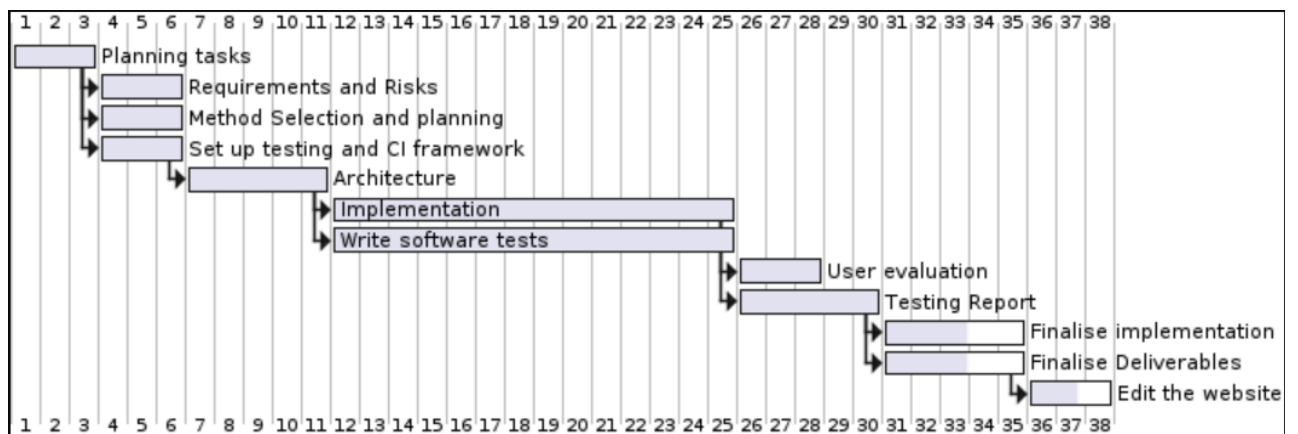 1 2 3 4 5 6 7 8 9 10 11 12 13 14 15 16 17 18 19 20 21 22 23 24 25 26 27 28 29 30 31 32 33 34 35 36 37 38
Planning tasks
Requirements and Risks
Method Selection and planning
Set up testing and CI framework
Architecture
Implementation
Write software tests
User evaluation
Testing Report
Finalise implementation
Finalise Deliverables
Edit the website
1 2 3 4 5 6 7 8 9 10 11 12 13 14 15 16 17 18 19 20 21 22 23 24 25 26 27 28 29 30 31 32 33 34 35 36 37 38